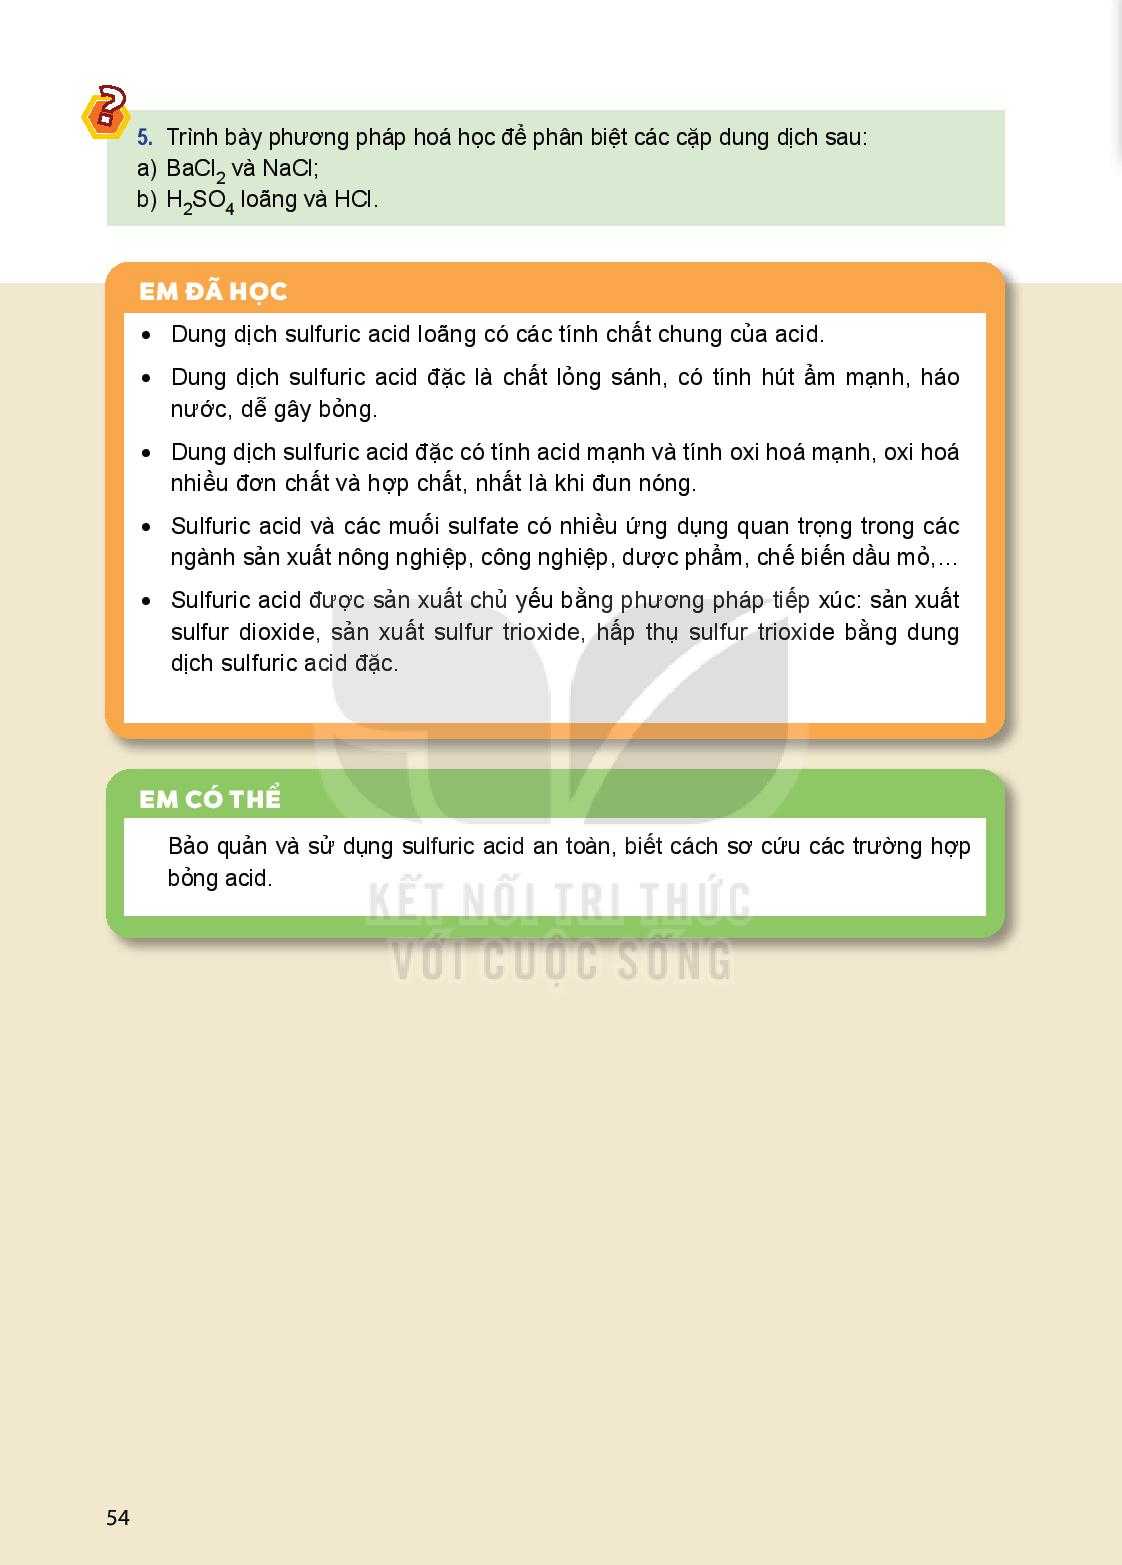 5. Trình bày phương pháp hoá học để phân biệt các cặp dung dịch sau:
a) BaCl2 và NaCl;
b) H2SO4 loãng và HCl.
EM ĐÃ HỌC
• Dung dịch sulfuric acid loãng có các tính chất chung của acid.
• Dung dịch sulfuric acid đặc là chất lỏng sánh, có tính hút ẩm mạnh, háo
nước, dễ gây bỏng.
• Dung dịch sulfuric acid đặc có tính acid mạnh và tính oxi hoá mạnh, oxi hoá
nhiều đơn chất và hợp chất, nhất là khi đun nóng.
• Sulfuric acid và các muối sulfate có nhiều ứng dụng quan trọng trong các
ngành sản xuất nông nghiệp, công nghiệp, dược phẩm, chế biến dầu mỏ,...
• Sulfuric acid được sản xuất chủ yếu bằng phương pháp tiếp xúc: sản xuất
sulfur dioxide, sản xuất sulfur trioxide, hấp thụ sulfur trioxide bằng dung
dịch sulfuric acid đặc.
EM CÓ THỂ
Bảo quản và sử dụng sulfuric acid an toàn, biết cách sơ cứu các trường hợp
bỏng acid.
KẾT NỐI TRI THỨC
VỚI CUỘC SỐNG
54